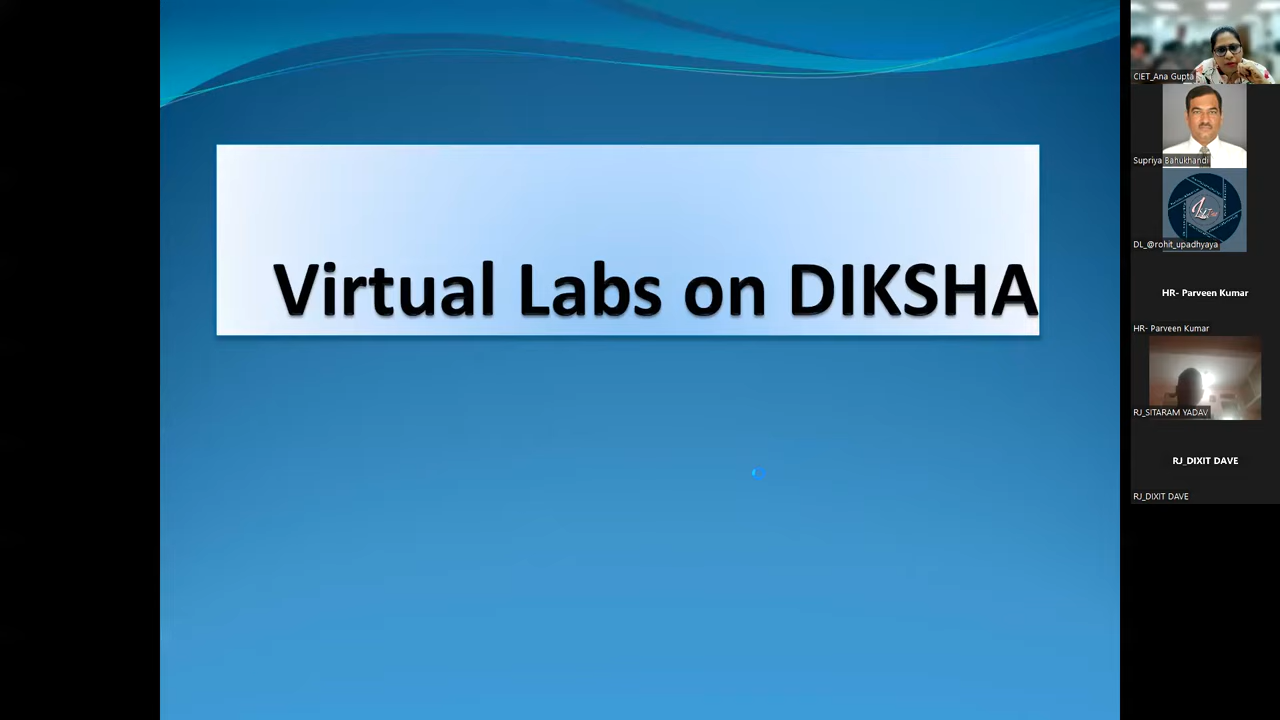 Virtual Labs on DIKSHA
CIET_Ana Gupta
Supriya Bahukhandi
DL_@rohit_upadhyaya
HR- Parveen Kumar
HR- Parveen Kumar
RJ_SITARAM YADAV
RJ_DIXIT DAVE
RJ_DIXIT DAVE